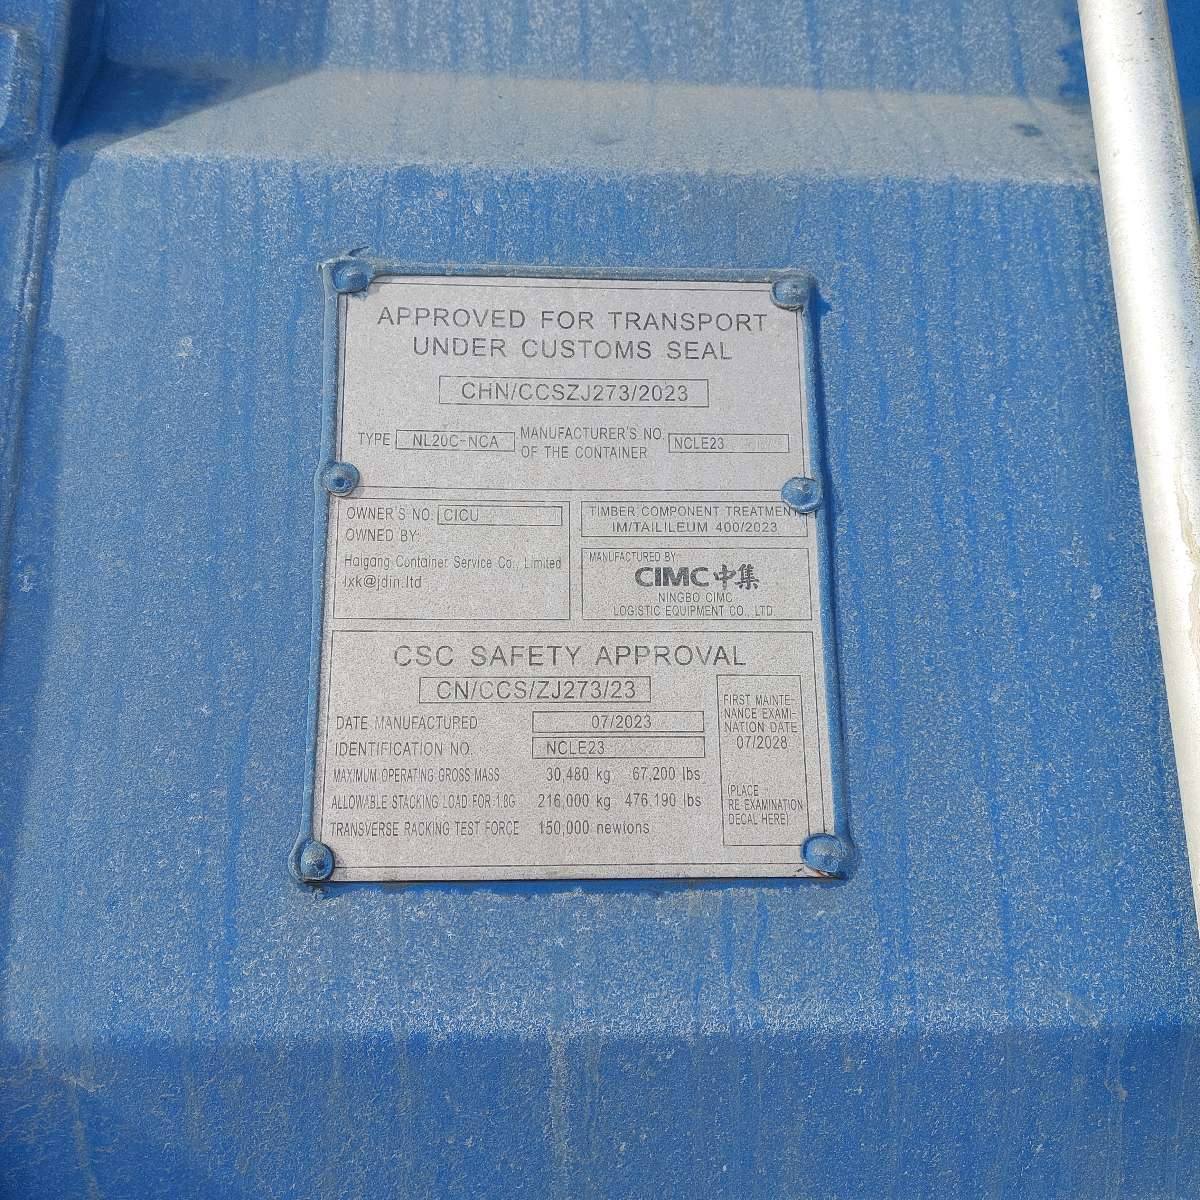 APPROVED FOR TRANSPORT
UNDER CUSTOMS SEAL
CHN/CCSZJ273/2023
TYPE NL20C-NCA MANUFACTURER'S NO. OF THE CONTAINER NCLE23
OWNER'S NO. CICU
OWNED BY:
Haigang Container Service Co., Limited
lxk@jdin.ltd
TIMBER COMPONENT TREATMENT
IM/TAILILEUM 400/2023
MANUFACTURED BY:
CIMC中集
NINGBO CIMC
LOGISTIC EQUIPMENT CO., LTD
CSC SAFETY APPROVAL
CN/CCS/ZJ273/23
DATE MANUFACTURED 07/2023
IDENTIFICATION NO. NCLE23
MAXIMUM OPERATING GROSS MASS 30,480 kg 67,200 lbs
ALLOWABLE STACKING LOAD FOR 1.8G 216,000 kg 476,190 lbs
TRANSVERSE RACKING TEST FORCE 150,000 newtons
FIRST MAINTE-
NANCE EXAMI-
NATION DATE
07/2028
(PLACE
RE EXAMINATION
DECAL HERE)